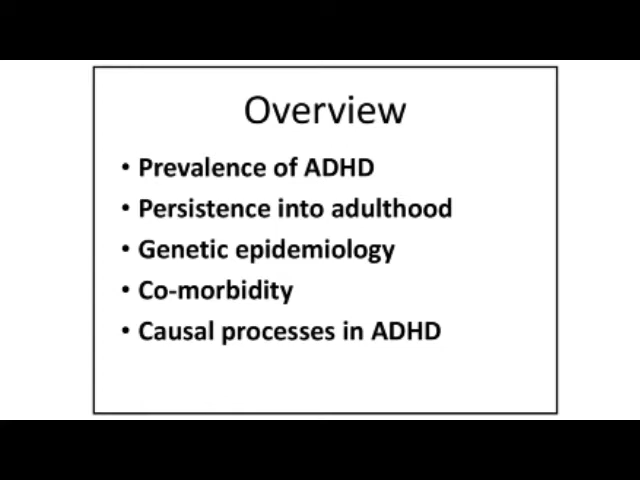 Overview
• Prevalence of ADHD
• Persistence into adulthood
• Genetic epidemiology
• Co-morbidity
• Causal processes in ADHD